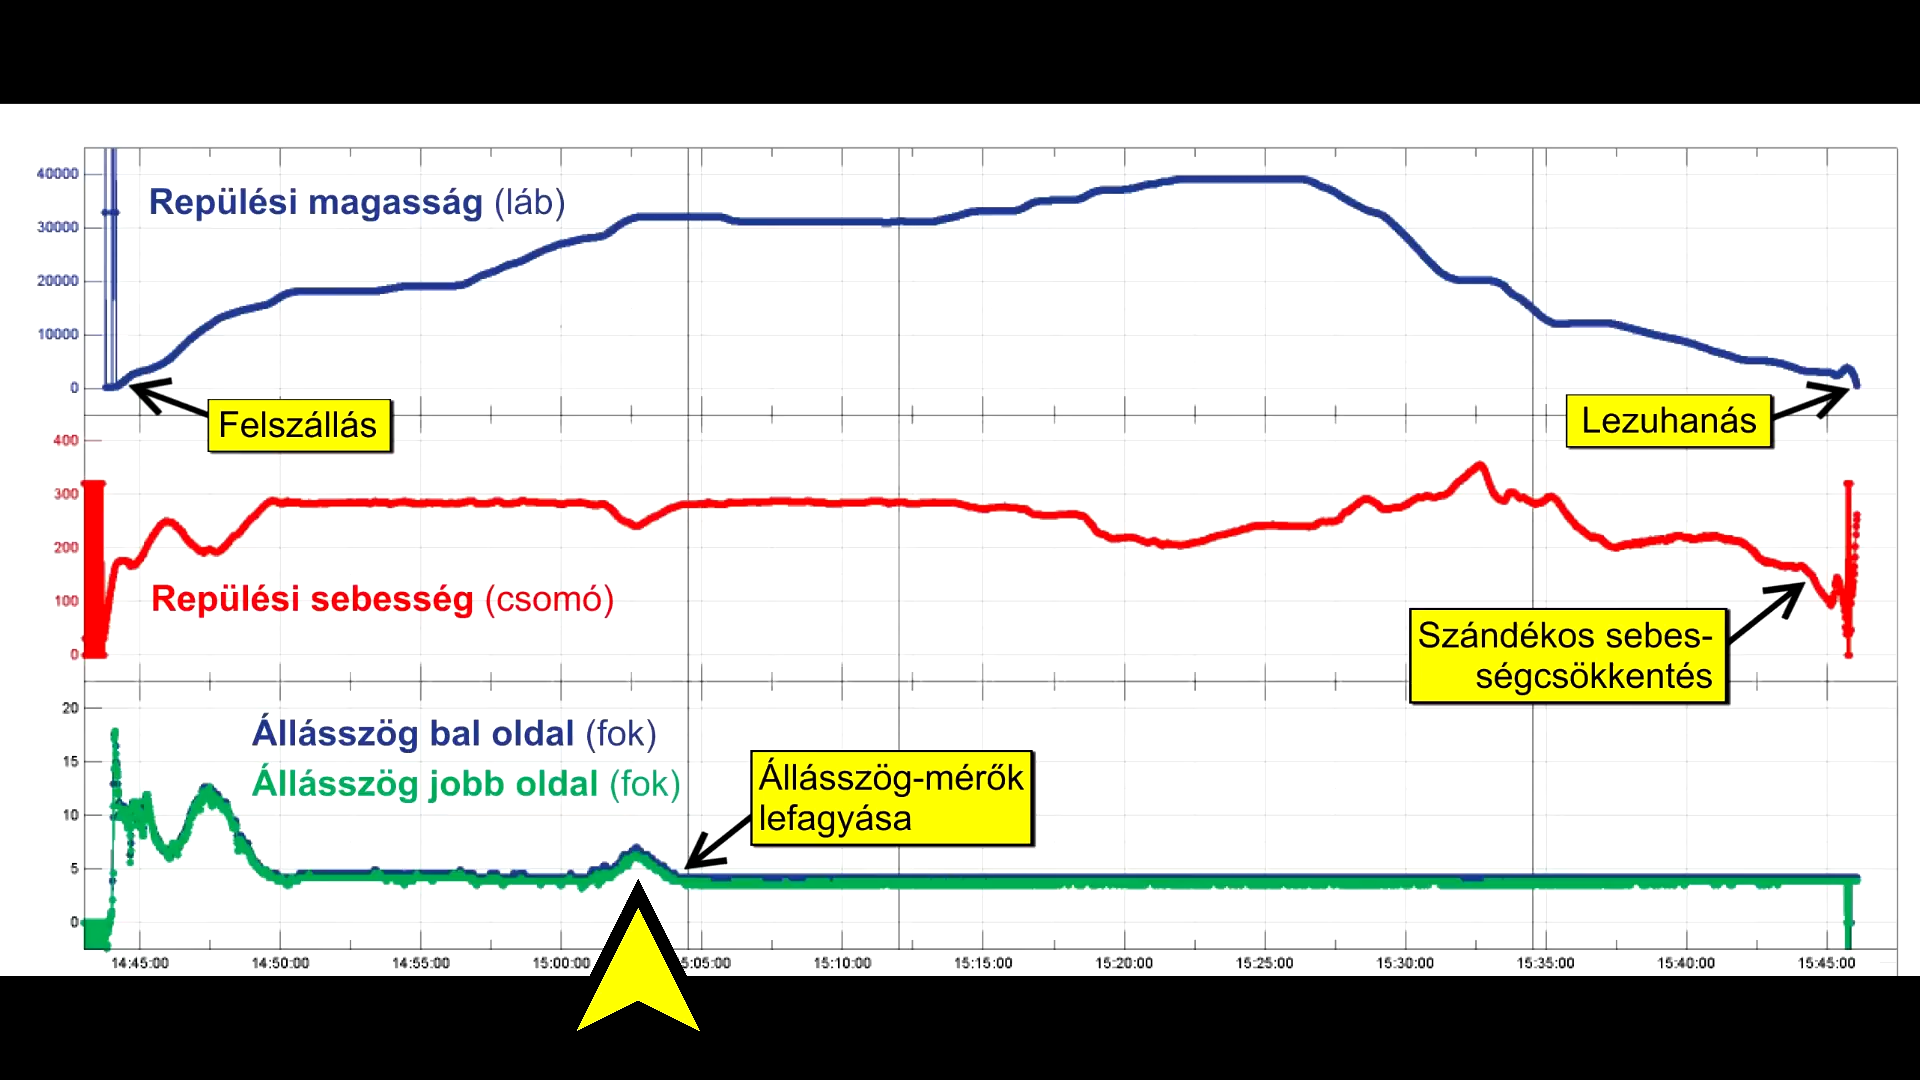 40000
Repülési magasság (láb)
30000
20000
10000
0
Felszállás
Lezuhanás
400
300
200
100
Repülési sebesség (csomó)
0
Szándékos sebes-
ségcsökkentés
20
Állásszög bal oldal (fok)
15
Állásszög jobb oldal (fok)
Állásszög-mérők
lefagyása
10
5
0
14:45:00 14:50:00 14:55:00 15:00:00 5:05:00 15:10:00 15:15:00 15:20:00 15:25:00 15:30:00 15:35:00 15:40:00 15:45:00